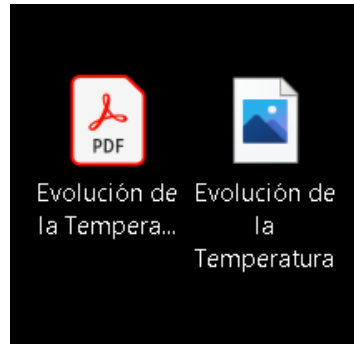 PDF
Evolución de
la Tempera...
Evolución de
la
Temperatura